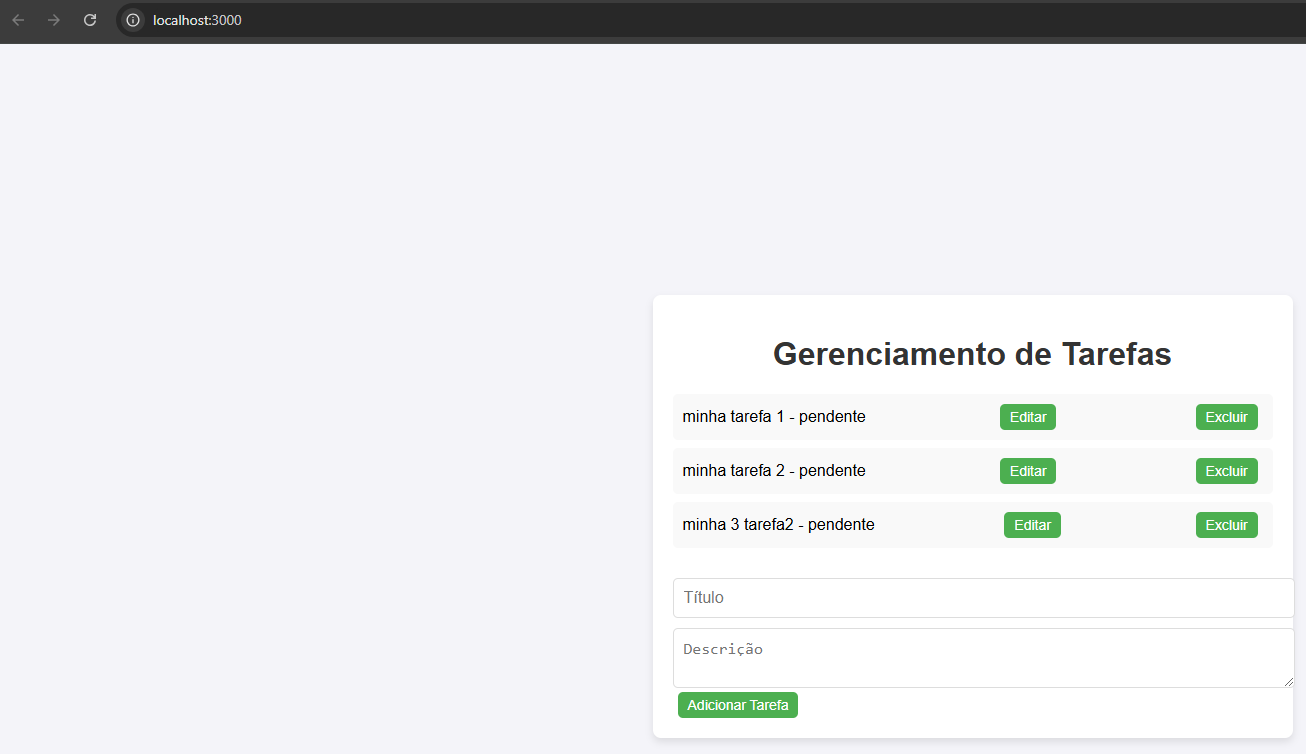 localhost:3000
Gerenciamento de Tarefas
minha tarefa 1 - pendente Editar Excluir
minha tarefa 2 - pendente Editar Excluir
minha 3 tarefa2 - pendente Editar Excluir
Título
Descrição
Adicionar Tarefa